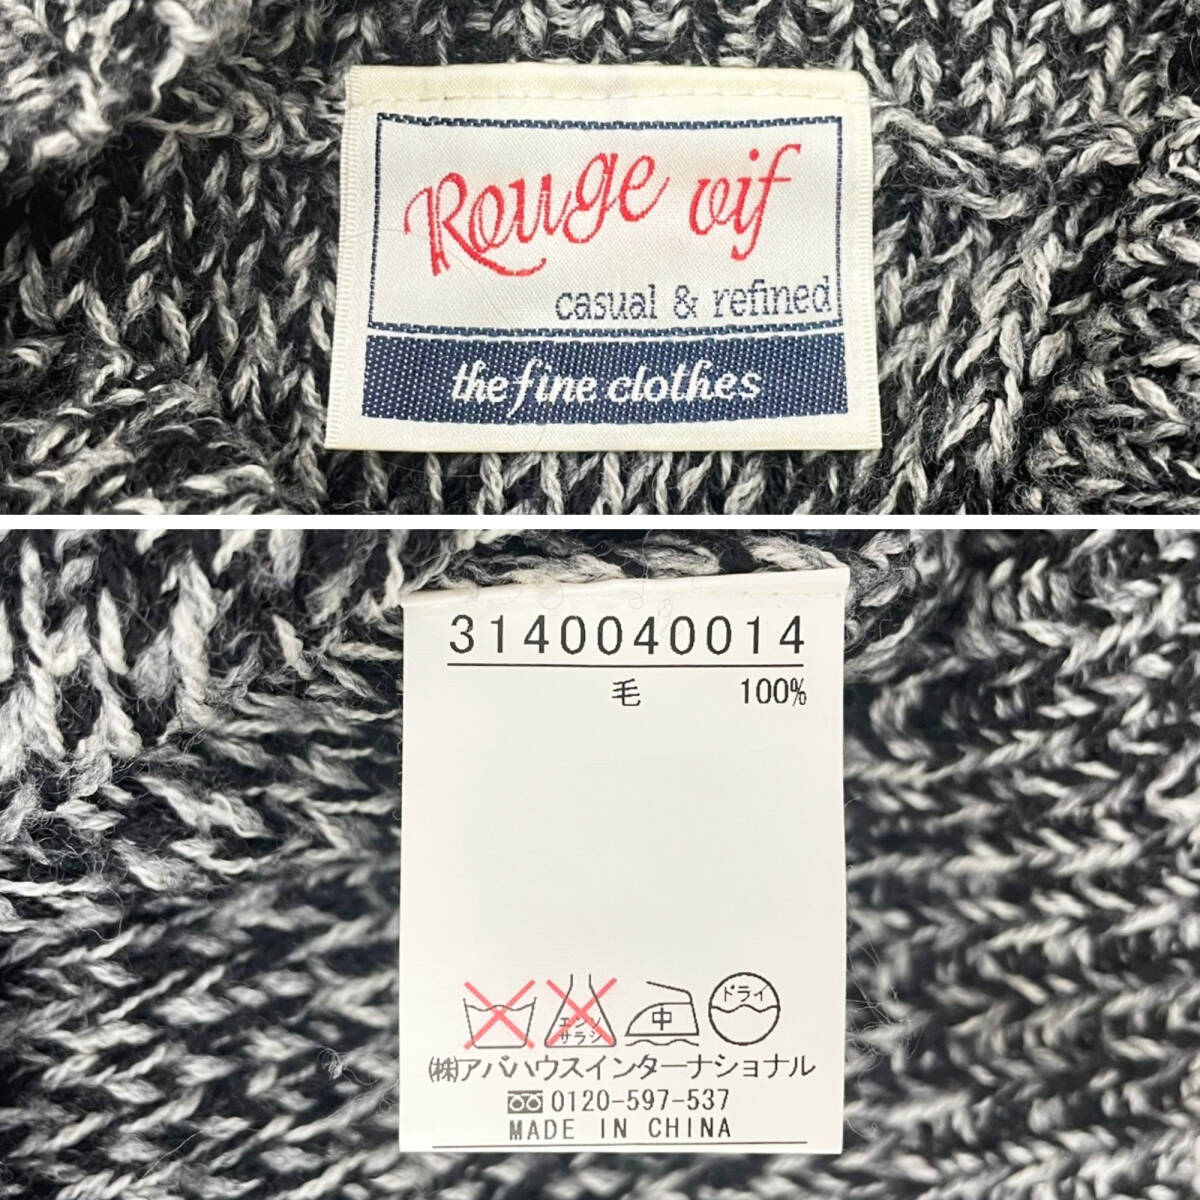 Rouge vif
casual & refined
the fine clothes
3140040014
毛 100%
エンソ
サラシ
中
ドライ
(株)アバハウスインターナショナル
0120-597-537
MADE IN CHINA